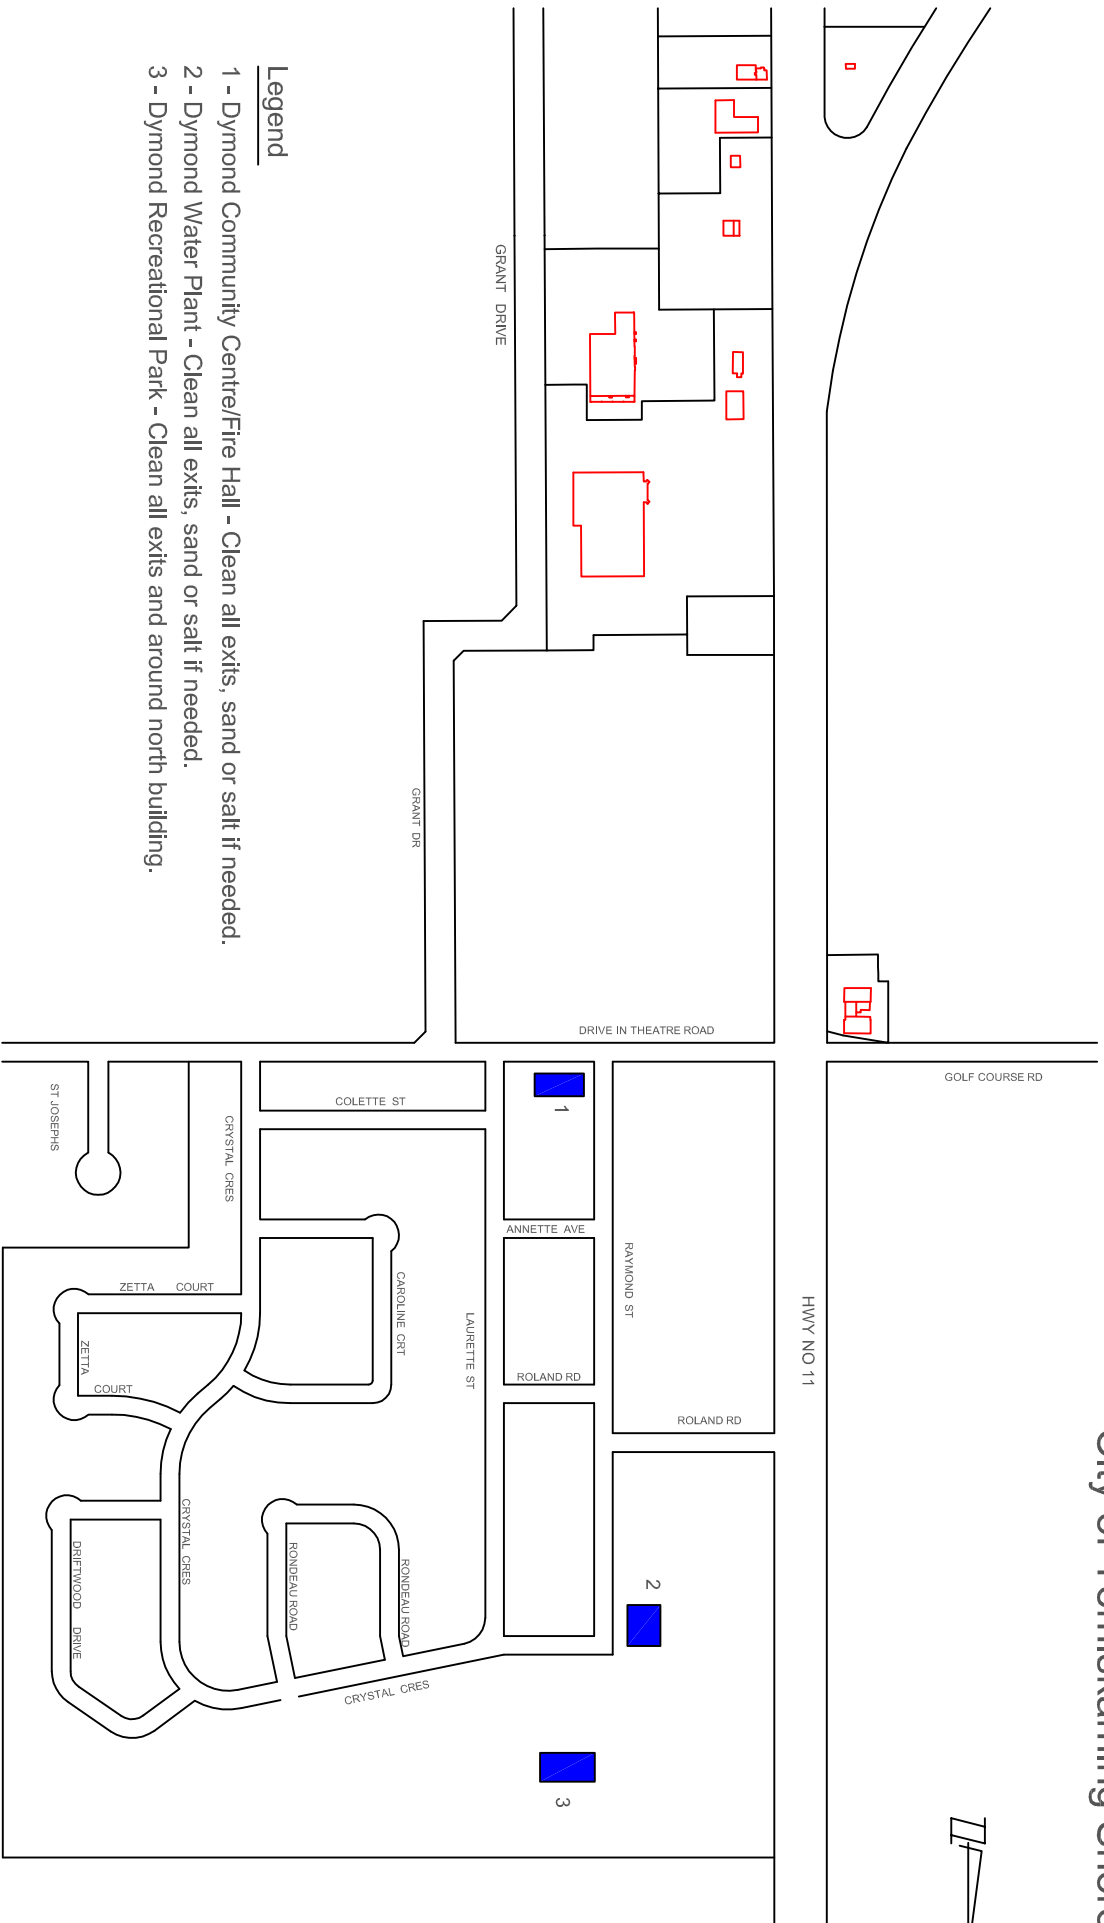 City of Temiskaming Shore
Legend
1 - Dymond Community Centre/Fire Hall - Clean all exits, sand or salt if needed.
2 - Dymond Water Plant - Clean all exits, sand or salt if needed.
3 - Dymond Recreational Park - Clean all exits and around north building.
GRANT DRIVE
GRANT DR
DRIVE IN THEATRE ROAD
GOLF COURSE RD
HWY NO 11
COLETTE ST
ST JOSEPHS
CRYSTAL CRES
1
ANNETTE AVE
RAYMOND ST
ZETTA COURT
CAROLINE CRT
LAURETTE ST
ZETTA
COURT
ROLAND RD
ROLAND RD
CRYSTAL CRES
DRIFTWOOD DRIVE
RONDEAU ROAD
RONDEAU ROAD
2
CRYSTAL CRES
3